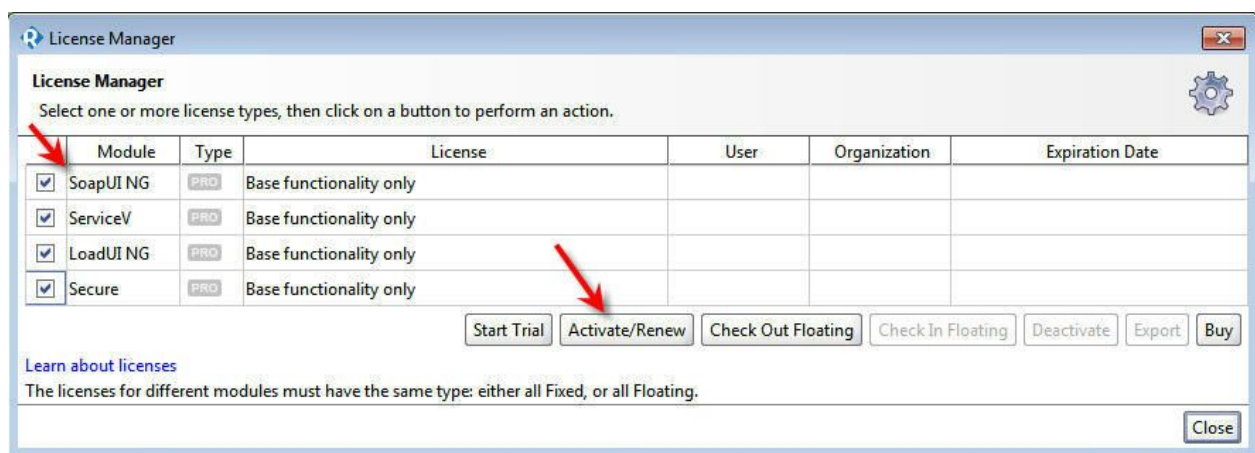 License Manager
License Manager
Select one or more license types, then click on a button to perform an action.
Module Type License User Organization Expiration Date
SoapUI NG PRO Base functionality only
ServiceV PRO Base functionality only
LoadUI NG PRO Base functionality only
Secure PRO Base functionality only
Start Trial Activate/Renew Check Out Floating Check In Floating Deactivate Export Buy
Learn about licenses
The licenses for different modules must have the same type: either all Fixed, or all Floating.
Close